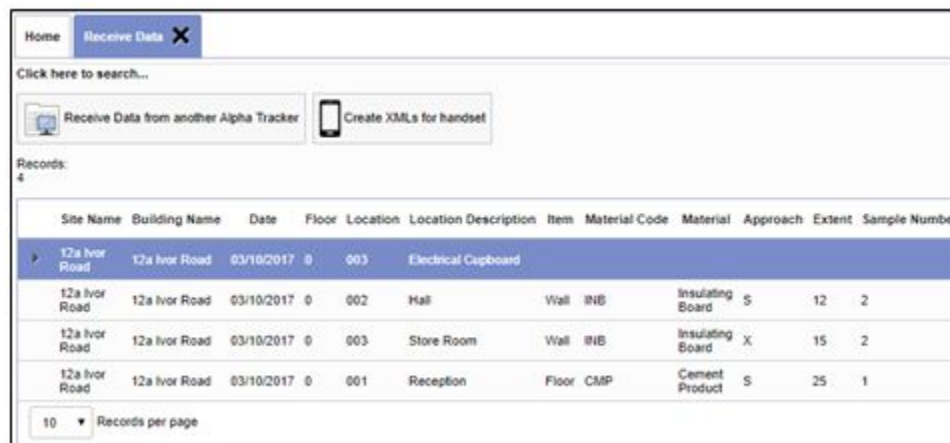 Home Receive Data
Click here to search...
Receive Data from another Alpha Tracker Create XMLs for handset
Records:
4
Site Name Building Name Date Floor Location Location Description Item Material Code Material Approach Extent Sample Numbe
12a Ivor Road 12a Ivor Road 03/10/2017 0 003 Electrical Cupboard
12a Ivor Road 12a Ivor Road 03/10/2017 0 002 Hall Wall INB Insulating Board S 12 2
12a Ivor Road 12a Ivor Road 03/10/2017 0 003 Store Room Wall INB Insulating Board X 15 2
12a Ivor Road 12a Ivor Road 03/10/2017 0 001 Reception Floor CMP Cement Product S 25 1
10 Records per page